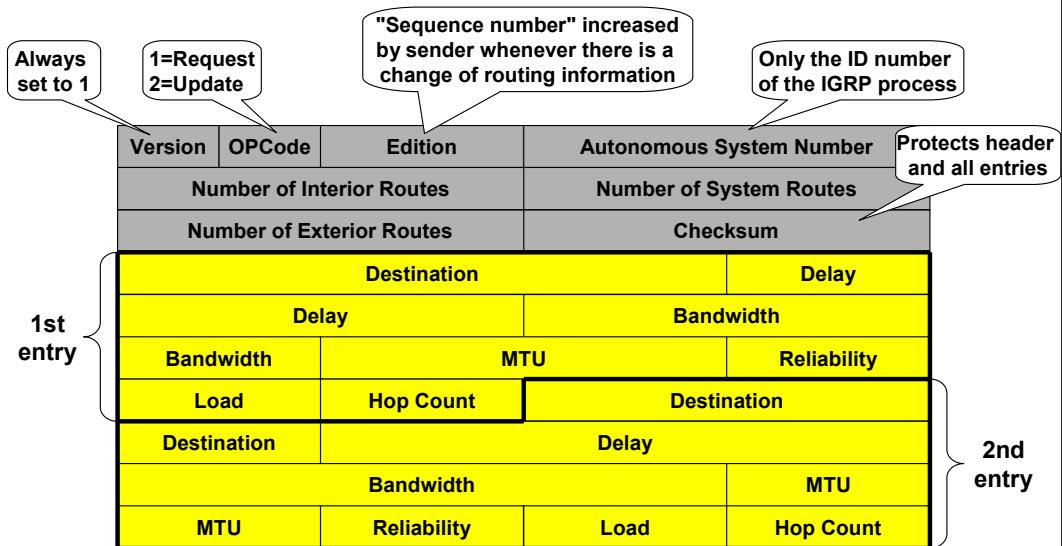 "Sequence number" increased
by sender whenever there is a
change of routing information
Always
set to 1
1=Request
2=Update
Only the ID number
of the IGRP process
Protects header
and all entries
Version OPCode Edition Autonomous System Number
Number of Interior Routes Number of System Routes
Number of Exterior Routes Checksum
1st
entry
Destination Delay
Delay Bandwidth
Bandwidth MTU Reliability
Load Hop Count Destination
Destination Delay
Bandwidth MTU
MTU Reliability Load Hop Count
2nd
entry